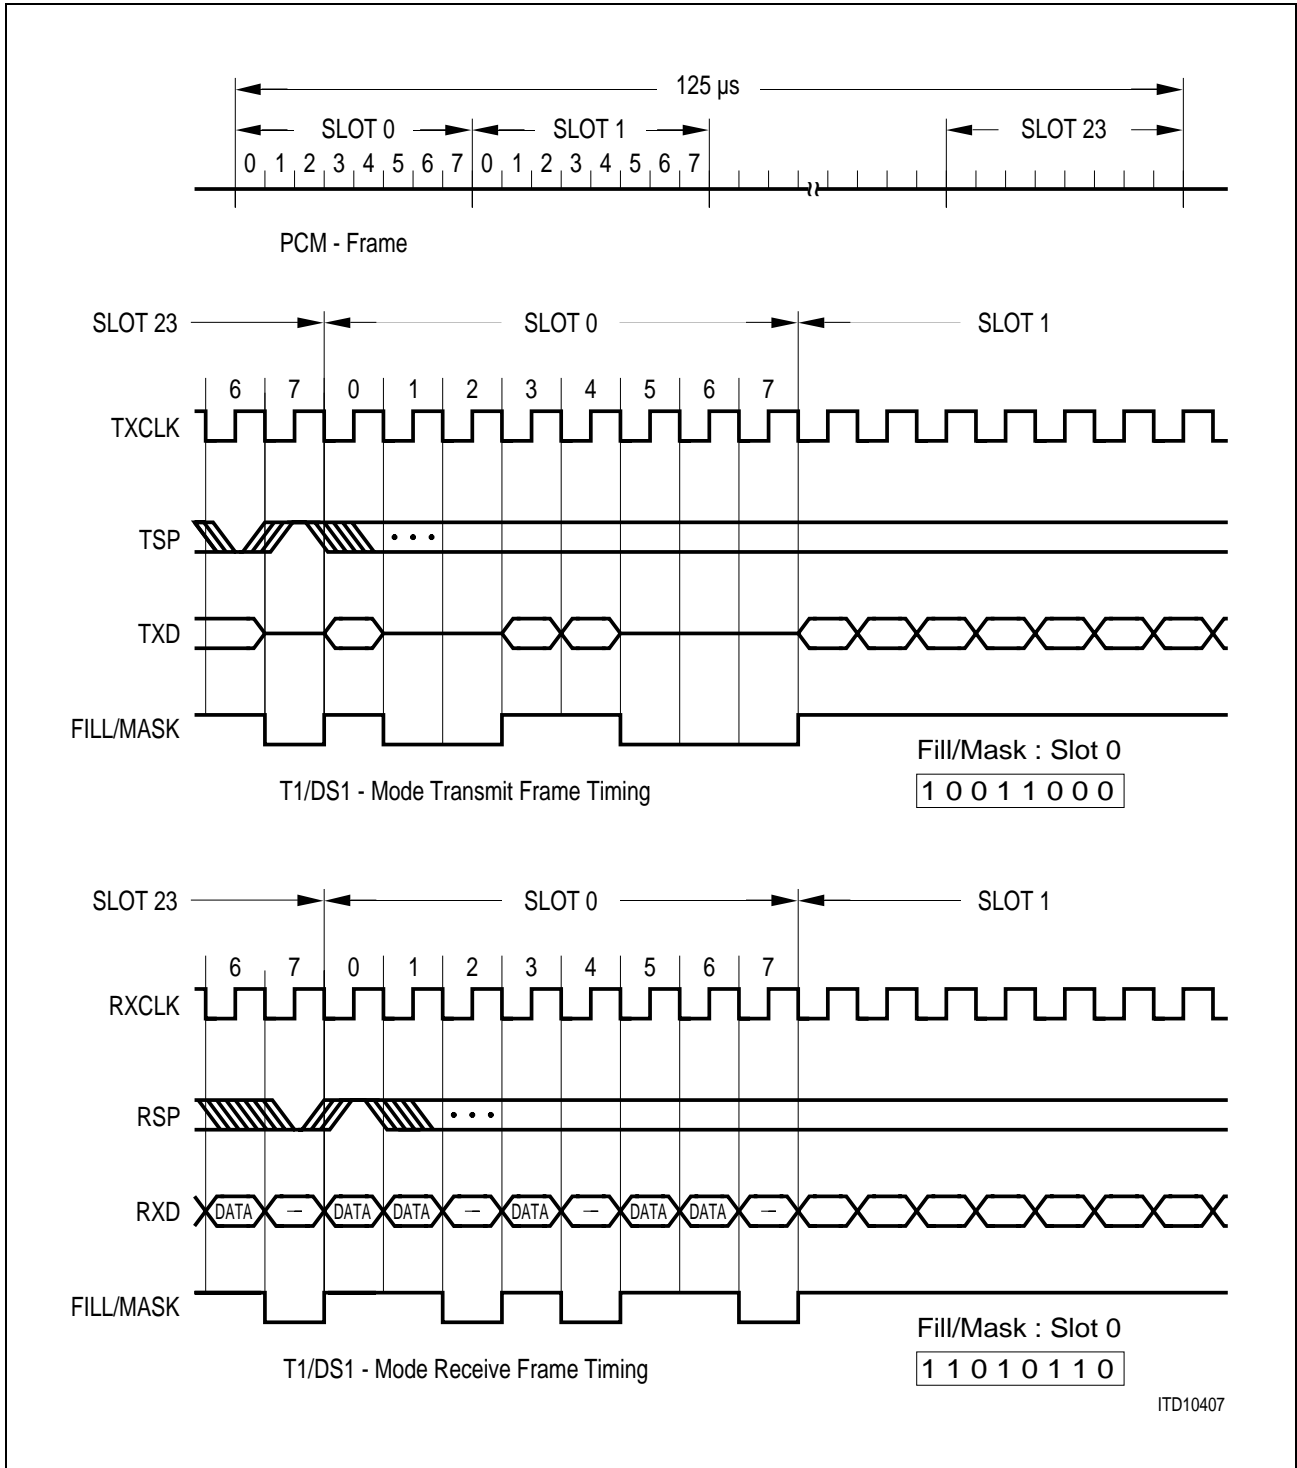 125 µs
SLOT 0 SLOT 1 SLOT 23
0 1 2 3 4 5 6 7 0 1 2 3 4 5 6 7
PCM - Frame
SLOT 23 SLOT 0 SLOT 1
6 7 0 1 2 3 4 5 6 7
TXCLK
TSP
TXD
FILL/MASK
Fill/Mask : Slot 0
T1/DS1 - Mode Transmit Frame Timing
1 0 0 1 1 0 0 0
SLOT 23 SLOT 0 SLOT 1
6 7 0 1 2 3 4 5 6 7
RXCLK
RSP
RXD DATA – DATA DATA – DATA – DATA DATA –
FILL/MASK
Fill/Mask : Slot 0
T1/DS1 - Mode Receive Frame Timing
1 1 0 1 0 1 1 0
ITD10407